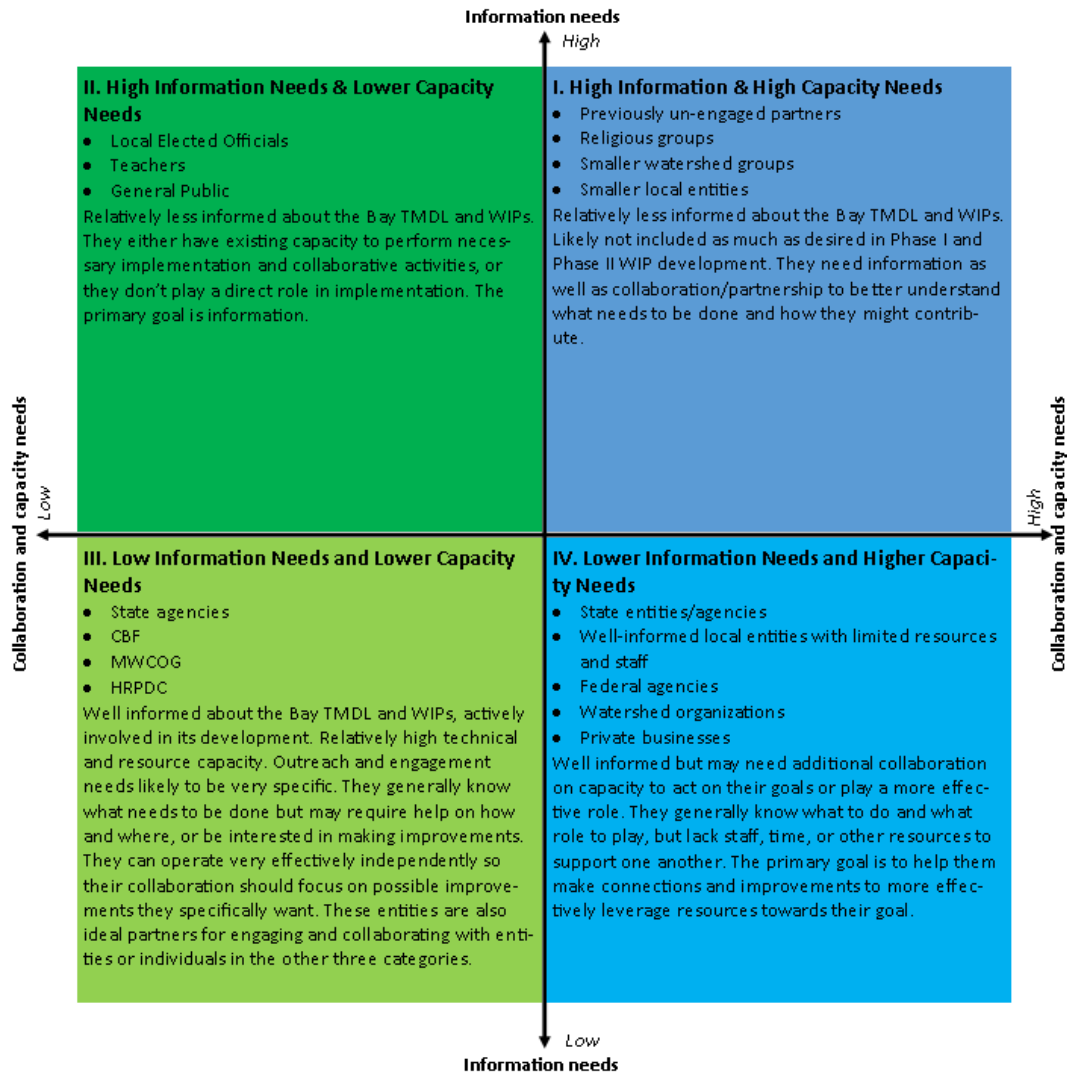 Information needs
High
II. High Information Needs & Lower Capacity
Needs
• Local Elected Officials
• Teachers
• General Public
Relatively less informed about the Bay TMDL and WIPs.
They either have existing capacity to perform neces-
sary implementation and collaborative activities, or
they don't play a direct role in implementation. The
primary goal is information.
I. High Information & High Capacity Needs
• Previously un-engaged partners
• Religious groups
• Smaller watershed groups
• Smaller local entities
Relatively less informed about the Bay TMDL and WIPs.
Likely not included as much as desired in Phase I and
Phase II WIP development. They need information as
well as collaboration/partnership to better understand
what needs to be done and how they might contrib-
ute.
Collaboration and capacity needs
Low
High
Collaboration and capacity needs
III. Low Information Needs and Lower Capacity
Needs
• State agencies
• CBF
• MWCOG
• HRPDC
Well informed about the Bay TMDL and WIPs, actively
involved in its development. Relatively high technical
and resource capacity. Outreach and engagement
needs likely to be very specific. They generally know
what needs to be done but may require help on how
and where, or be interested in making improvements.
They can operate very effectively independently so
their collaboration should focus on possible improve-
ments they specifically want. These entities are also
ideal partners for engaging and collaborating with enti-
ties or individuals in the other three categories.
IV. Lower Information Needs and Higher Capaci-
ty Needs
• State entities/agencies
• Well-informed local entities with limited resources
and staff
• Federal agencies
• Watershed organizations
• Private businesses
Well informed but may need additional collaboration
on capacity to act on their goals or play a more effec-
tive role. They generally know what to do and what
role to play, but lack staff, time, or other resources to
support one another. The primary goal is to help them
make connections and improvements to more effec-
tively leverage resources towards their goal.
Low
Information needs